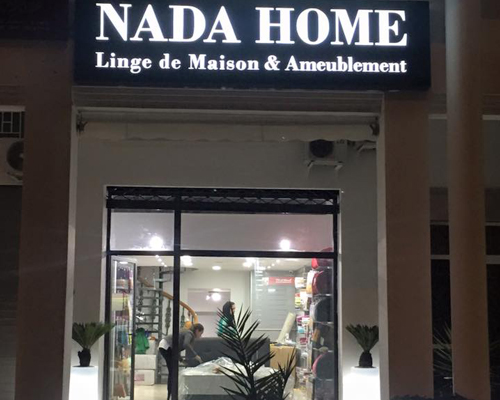 NADA HOME
Linge de Maison & Ameublement